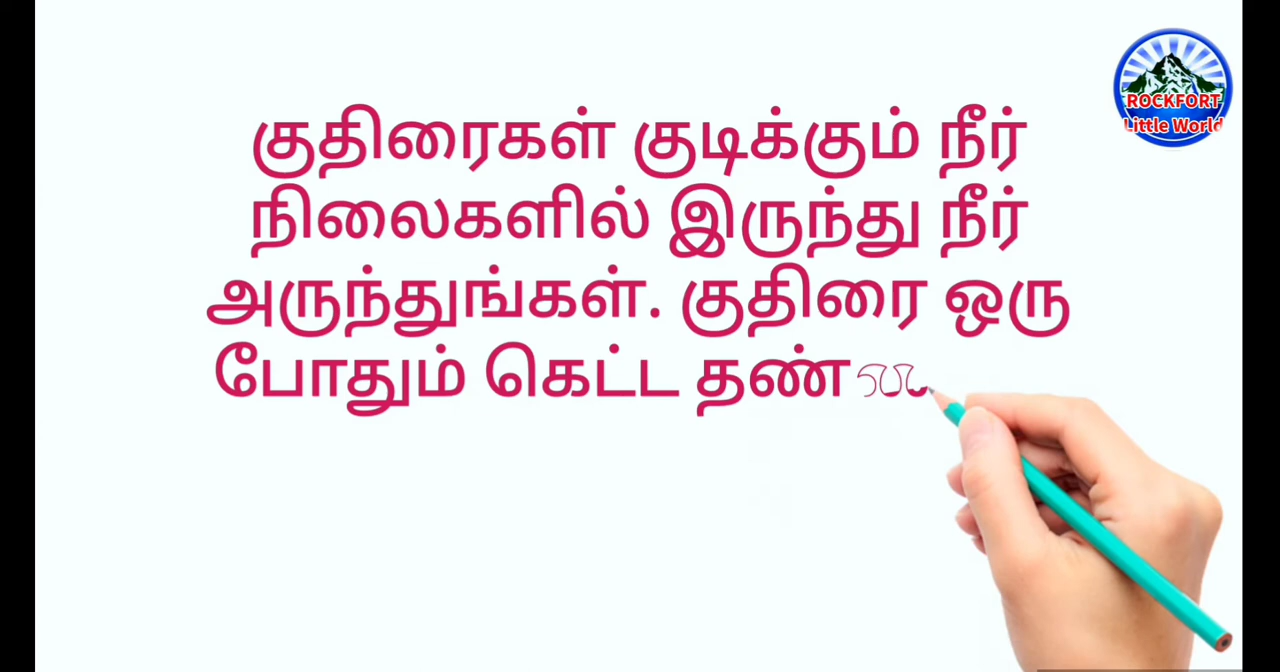 ROCKFORT
Little World
குதிரைகள் குடிக்கும் நீர்
நிலைகளில் இருந்து நீர்
அருந்துங்கள். குதிரை ஒரு
போதும் கெட்ட தண்